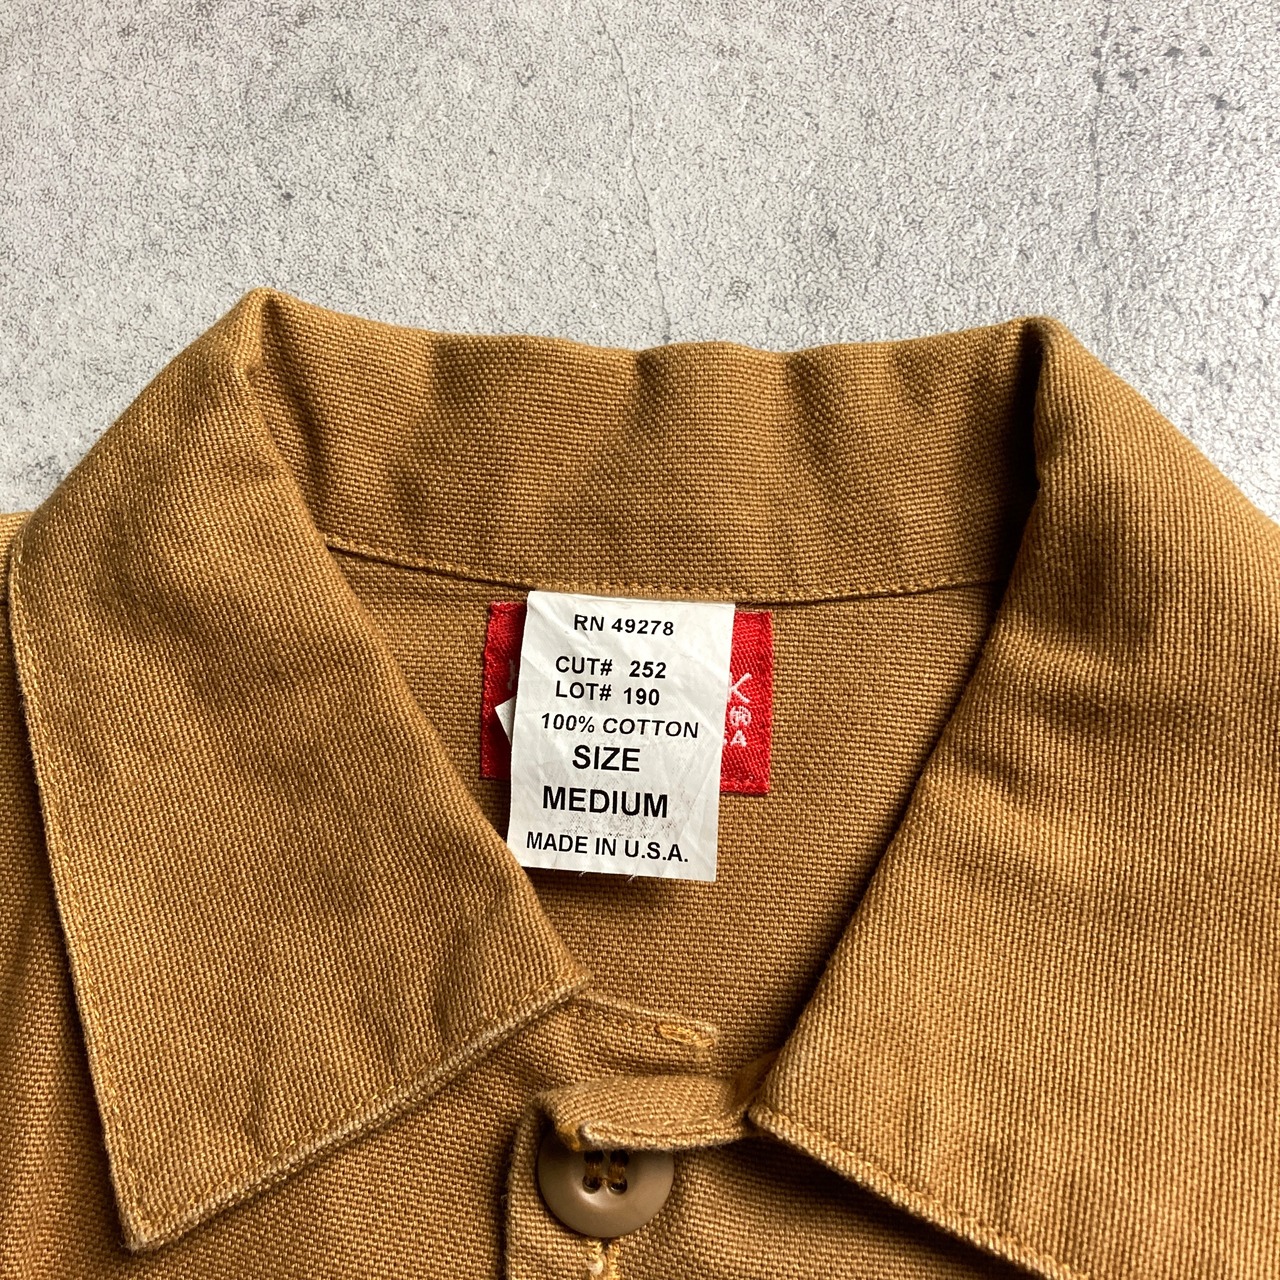 RN 49278
CUT# 252
LOT# 190
100% COTTON
SIZE
MEDIUM
MADE IN U.S.A.